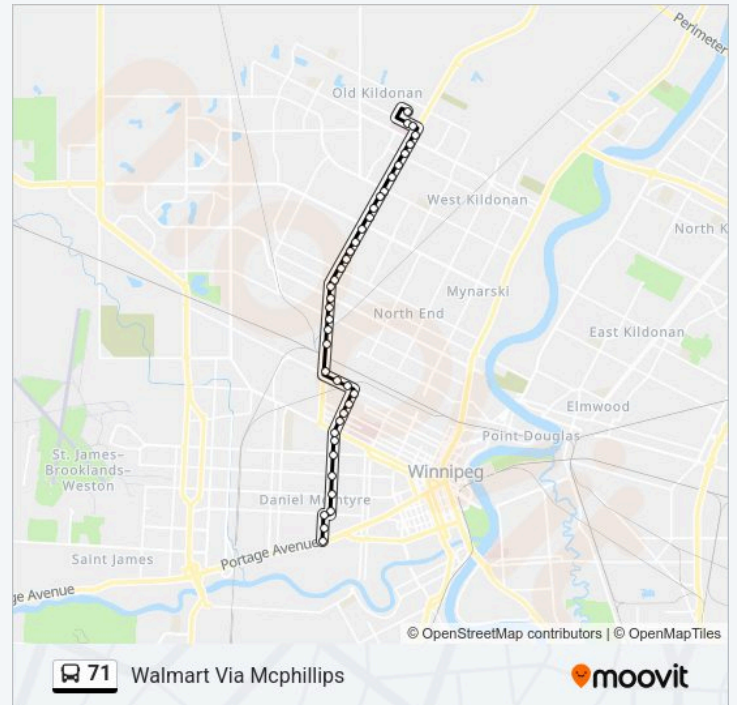 Perimeter
Old Kildonan
West Kildonan
North K
Mynarski
North End
East Kildonan
Elmwood
Point Douglas
St. James–
Brooklands–
Weston
Winnipeg
Daniel McIntyre
Portage Avenue
Saint James
ge Avenue
© OpenStreetMap contributors | © OpenMapTiles
71 Walmart Via Mcphillips
moovit